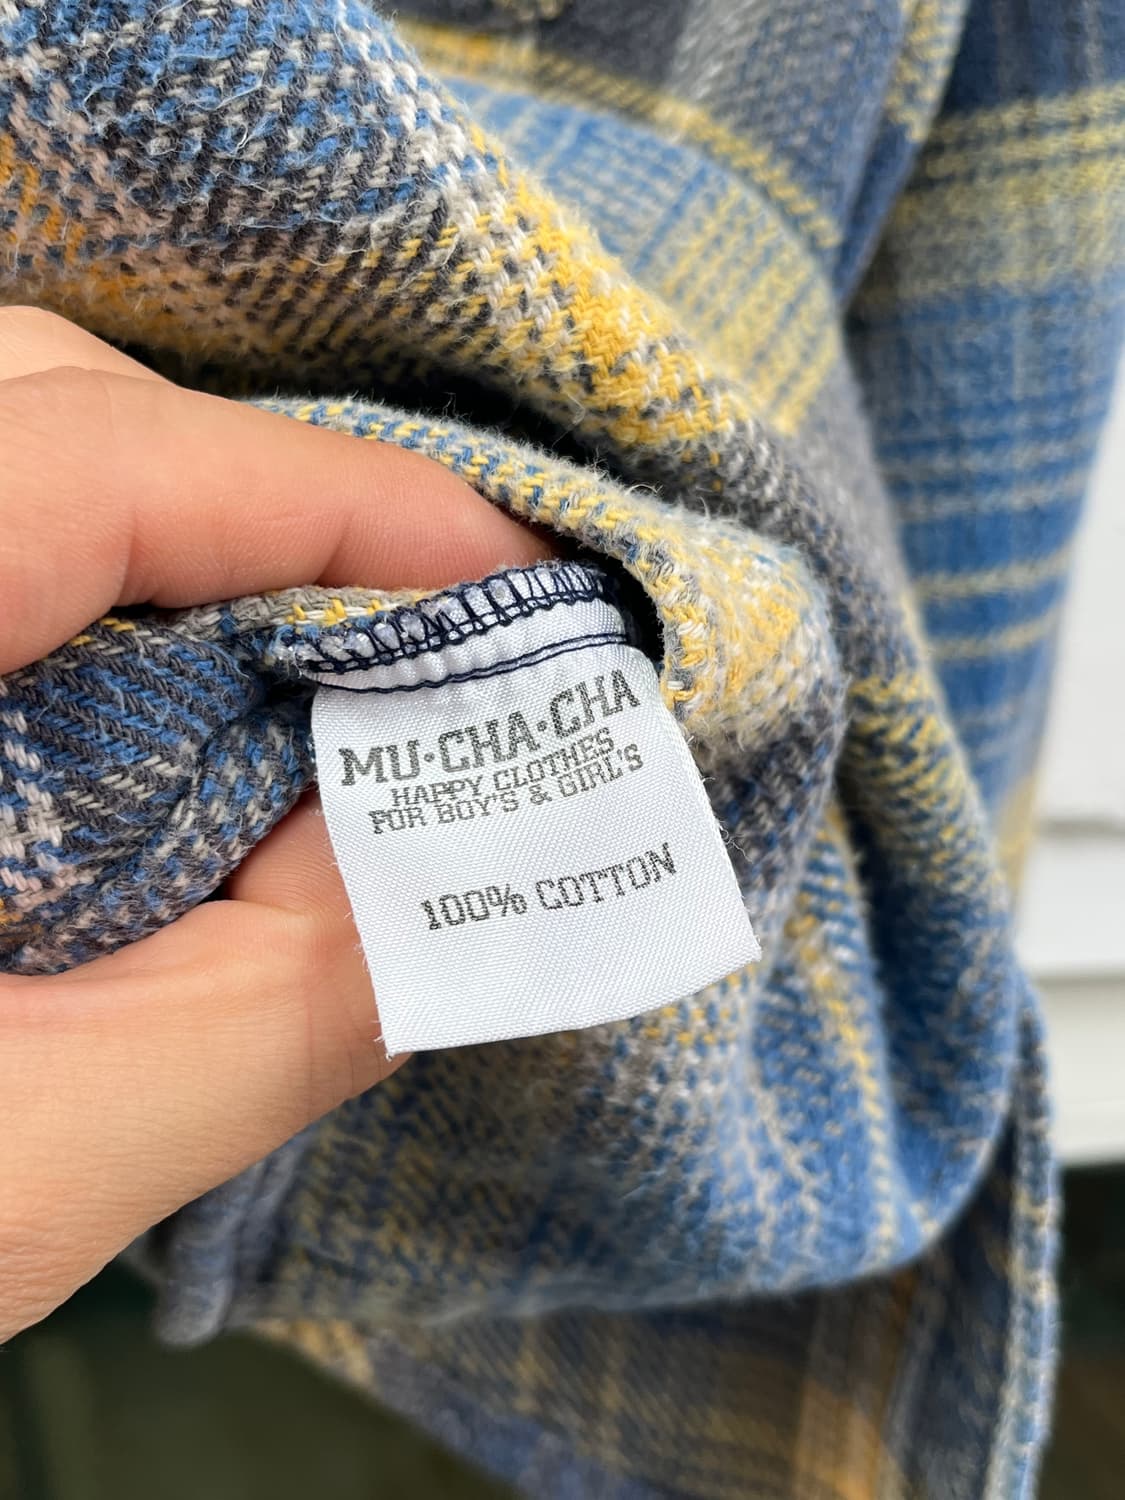 MU·CHA·CHA
HAPPY CLOTHES
FOR BOY'S & GIRL'S
100% COTTON